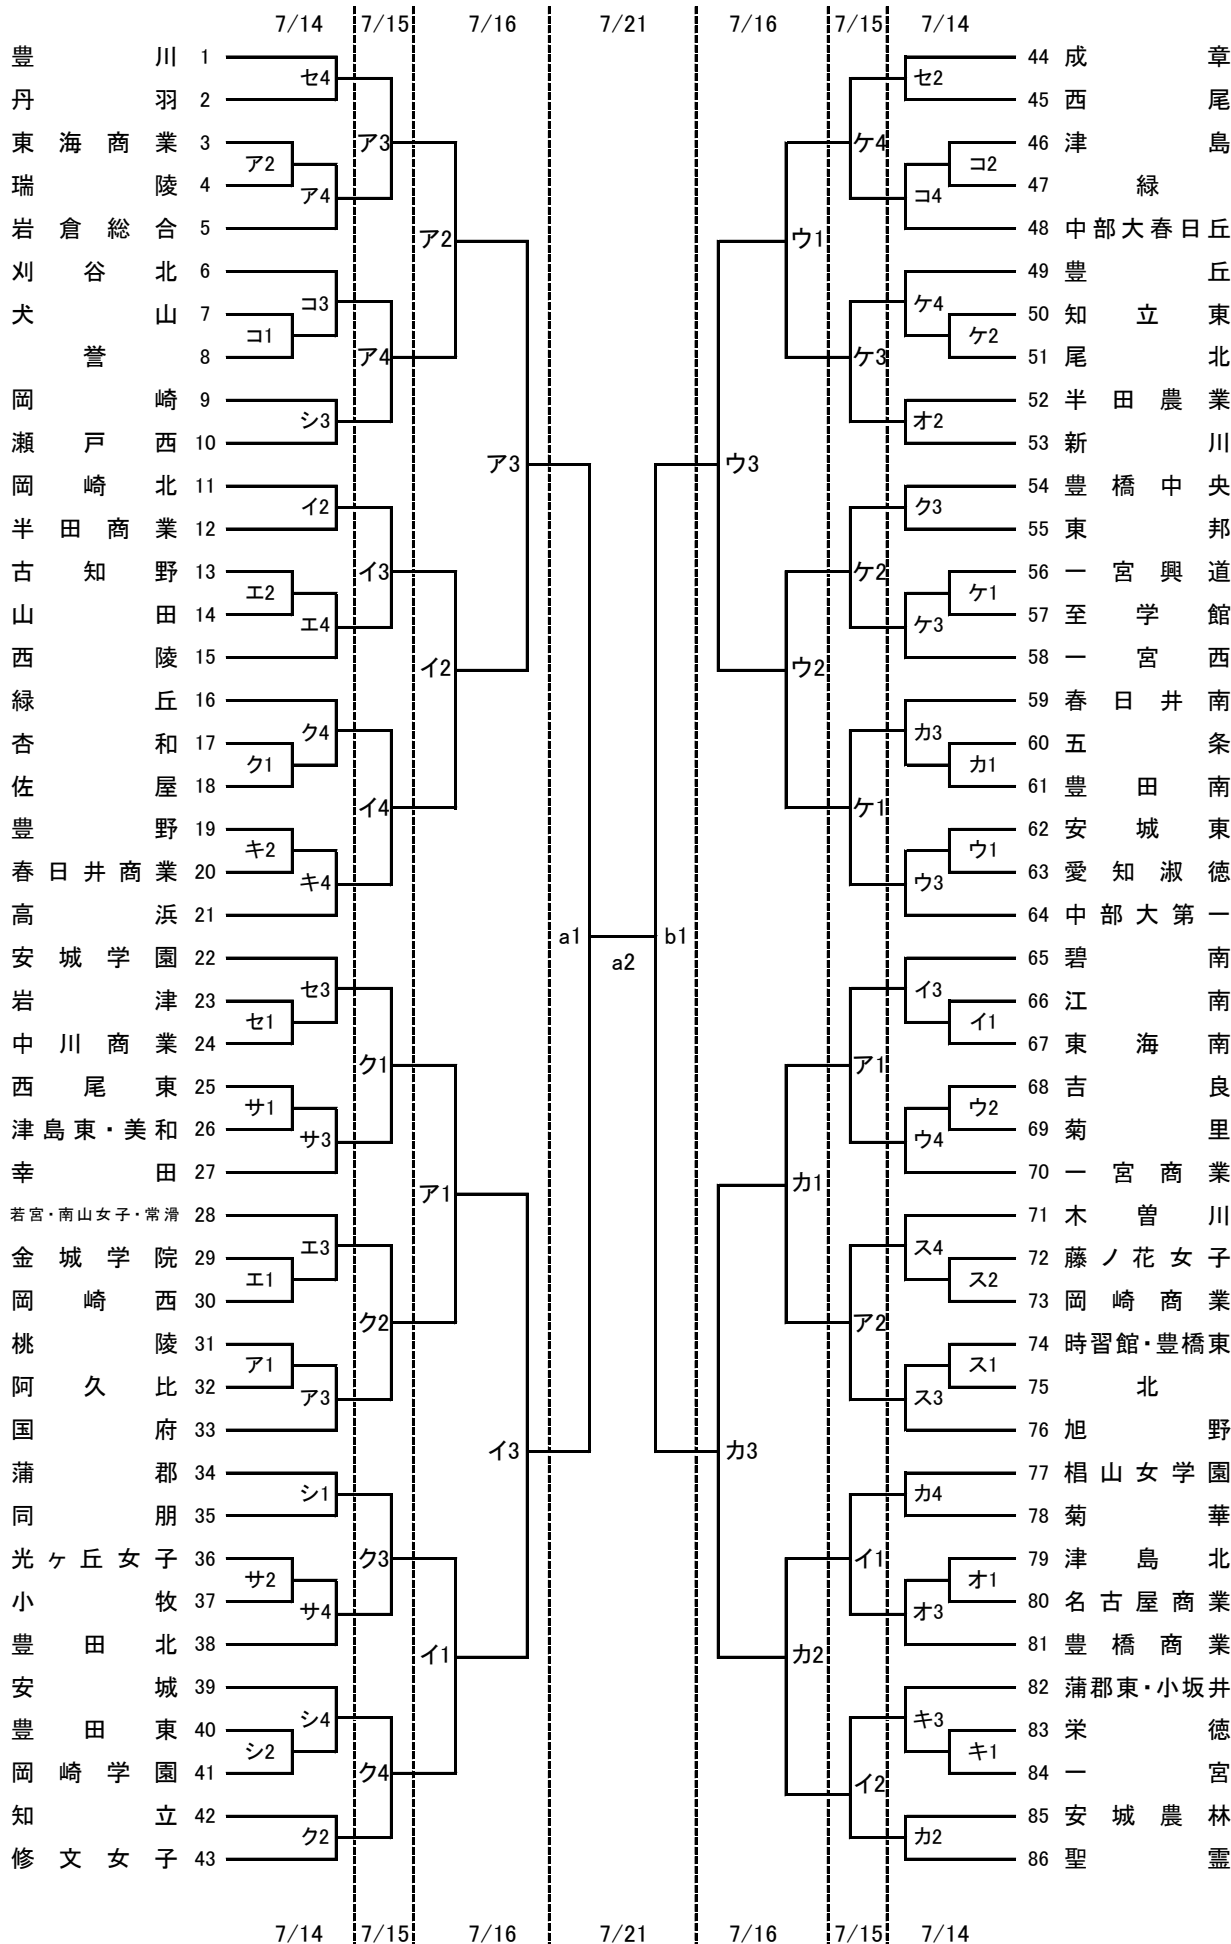 7/14 7/15 7/16 7/21 7/16 7/15 7/14
豊川 1 44 成章
セ4 セ2
丹羽 2 45 西尾
東海商業 3 ア3 ケ4 46 津島
ア2 コ2
瑞陵 4 ア4 コ4 47 緑
岩倉総合 5 ア2 ウ1 48 中部大春日丘
刈谷北 6 49 豊丘
コ3 ケ4
犬山 7 50 知立東
コ1 ケ2
誉 8 ア4 ケ3 51 尾北
岡崎 9 52 半田農業
シ3 オ2
瀬戸西 10 53 新川
ア3 ウ3
岡崎北 11 54 豊橋中央
イ2 ク3
半田商業 12 55 東邦
古知野 13 イ3 ケ2 56 一宮興道
エ2 ケ1
山田 14 エ4 ケ3 57 至学館
西陵 15 イ2 ウ2 58 一宮西
緑丘 16 59 春日井南
ク4 カ3
杏和 17 60 五条
ク1 カ1
佐屋 18 61 豊田南
イ4 ケ1
豊野 19 62 安城東
キ2 ウ1
春日井商業 20 キ4 ウ3 63 愛知淑徳
高浜 21 64 中部大第一
a1 a2 b1
安城学園 22 65 碧南
セ3 イ3
岩津 23 66 江南
セ1 イ1
中川商業 24 67 東海南
ク1 ア1
西尾東 25 68 吉良
サ1 ウ2
津島東・美和 26 サ3 ウ4 69 菊里
幸田 27 70 一宮商業
ア1 カ1
若宮・南山女子・常滑 28 71 木曽川
エ3 ス4
金城学院 29 72 藤ノ花女子
エ1 ス2
岡崎西 30 73 岡崎商業
ク2 ア2
桃陵 31 74 時習館・豊橋東
ア1 ス1
阿久比 32 ア3 ス3 75 北
国府 33 76 旭野
イ3 カ3
蒲郡 34 77 椙山女学園
シ1 カ4
同朋 35 78 菊華
光ヶ丘女子 36 ク3 イ1 79 津島北
サ2 オ1
小牧 37 サ4 オ3 80 名古屋商業
豊田北 38 イ1 カ2 81 豊橋商業
安城 39 82 蒲郡東・小坂井
シ4 キ3
豊田東 40 83 栄徳
シ2 キ1
岡崎学園 41 ク4 イ2 84 一宮
知立 42 85 安城農林
ク2 カ2
修文女子 43 86 聖霊
7/14 7/15 7/16 7/21 7/16 7/15 7/14